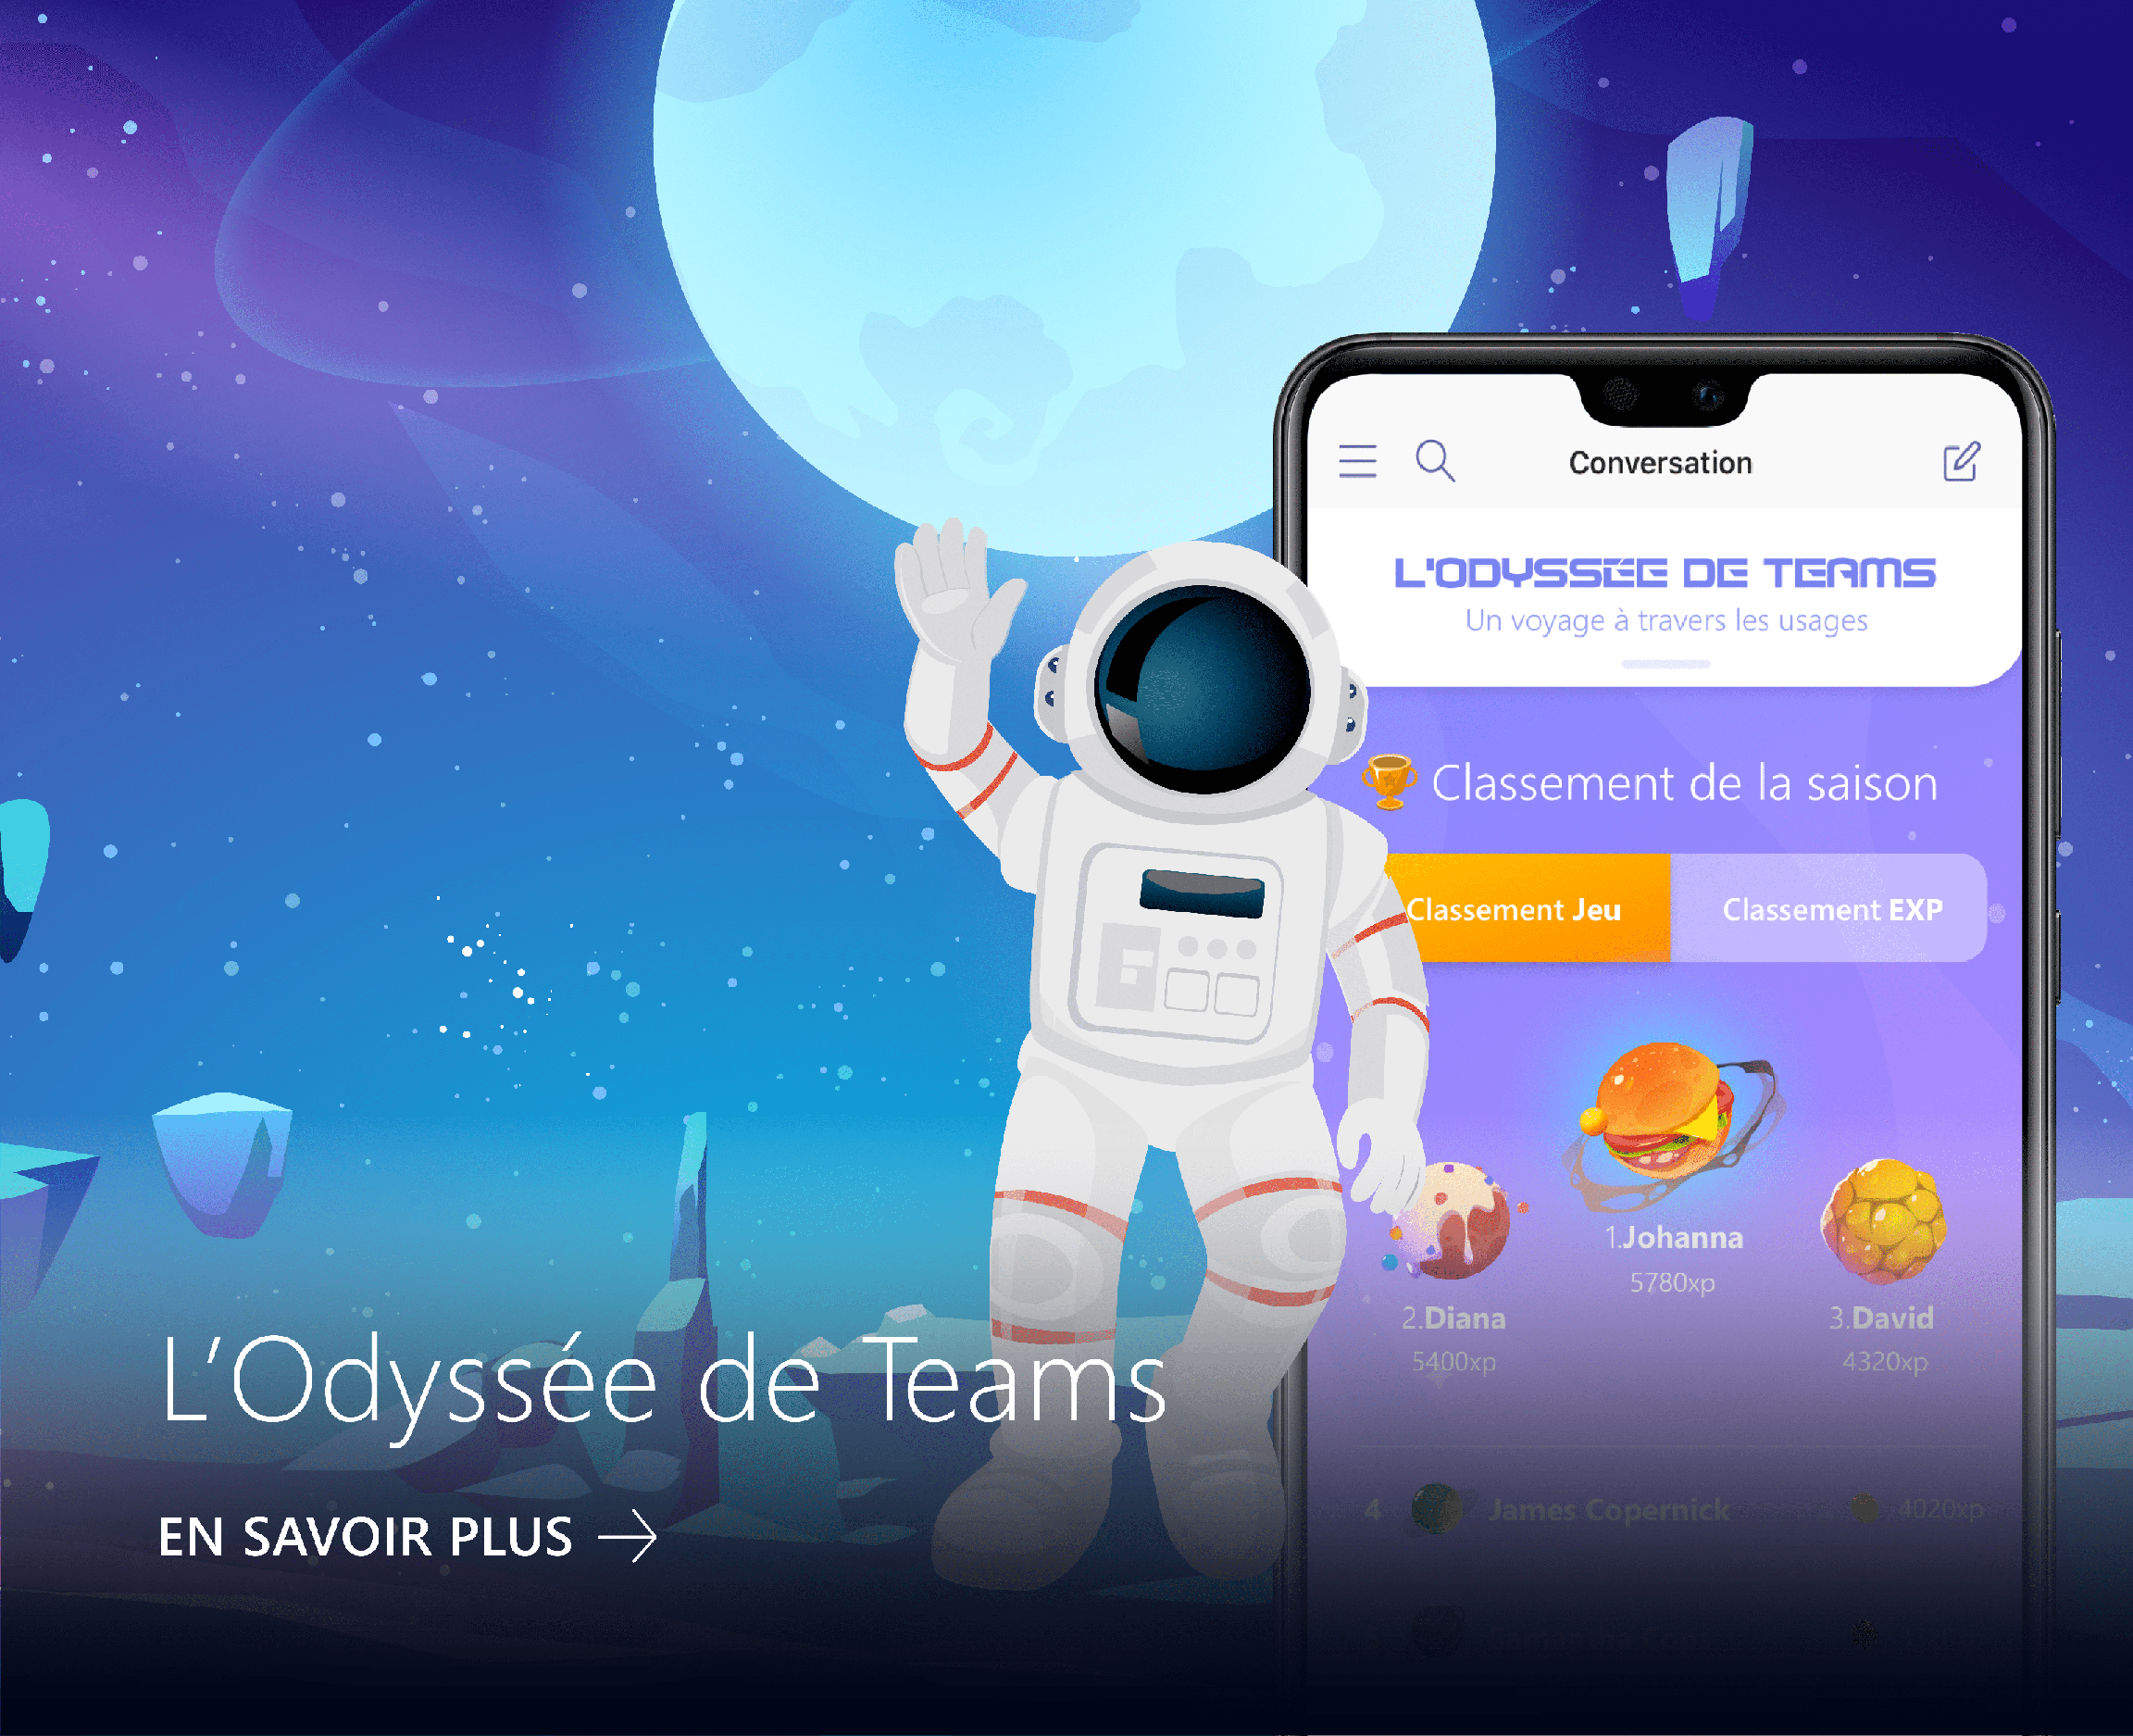 Conversation
L'ODYSSÉE DE TEAMS
Un voyage à travers les usages
🏆 Classement de la saison
Classement Jeu
Classement EXP
1.Johanna
5780xp
2.Diana
5400xp
3.David
4320xp
4 James Copernick 4020xp
L’Odyssée de Teams
EN SAVOIR PLUS →